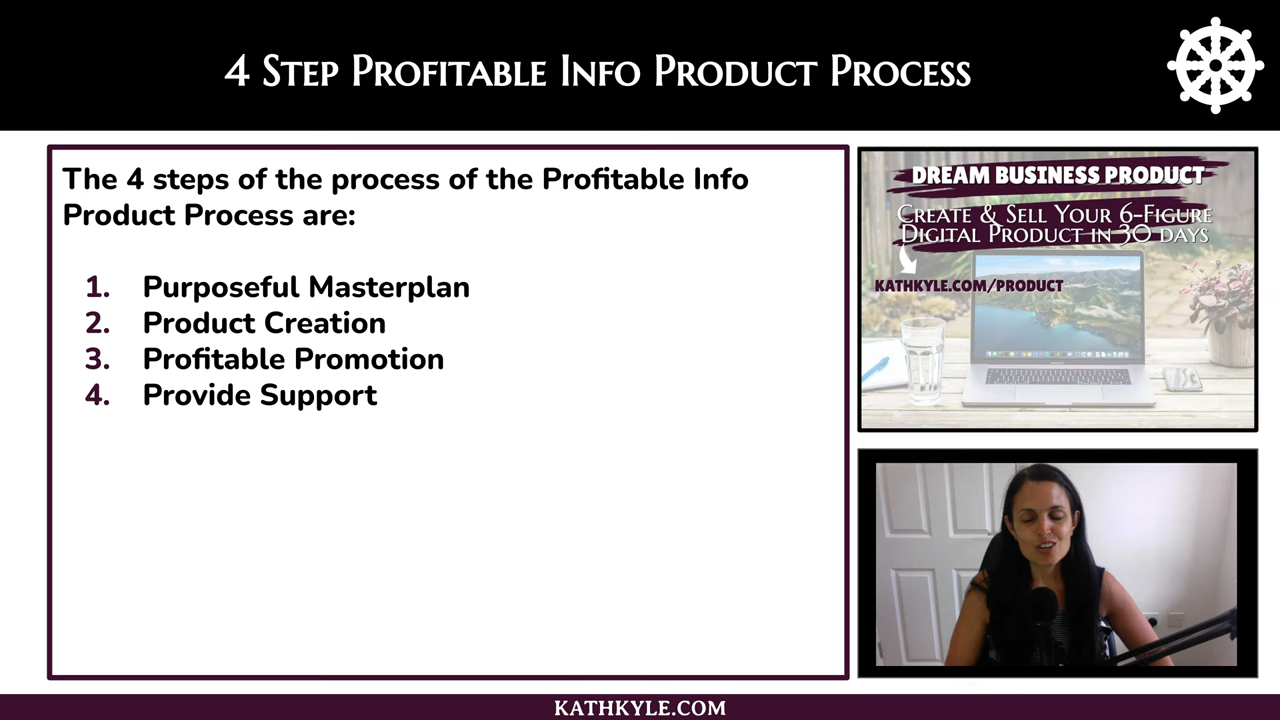 4 Step Profitable Info Product Process
The 4 steps of the process of the Profitable Info
Product Process are:
1. Purposeful Masterplan
2. Product Creation
3. Profitable Promotion
4. Provide Support
DREAM BUSINESS PRODUCT
Create & Sell Your 6-Figure
Digital Product in 30 days
KATHKYLE.COM/PRODUCT
KATHKYLE.COM